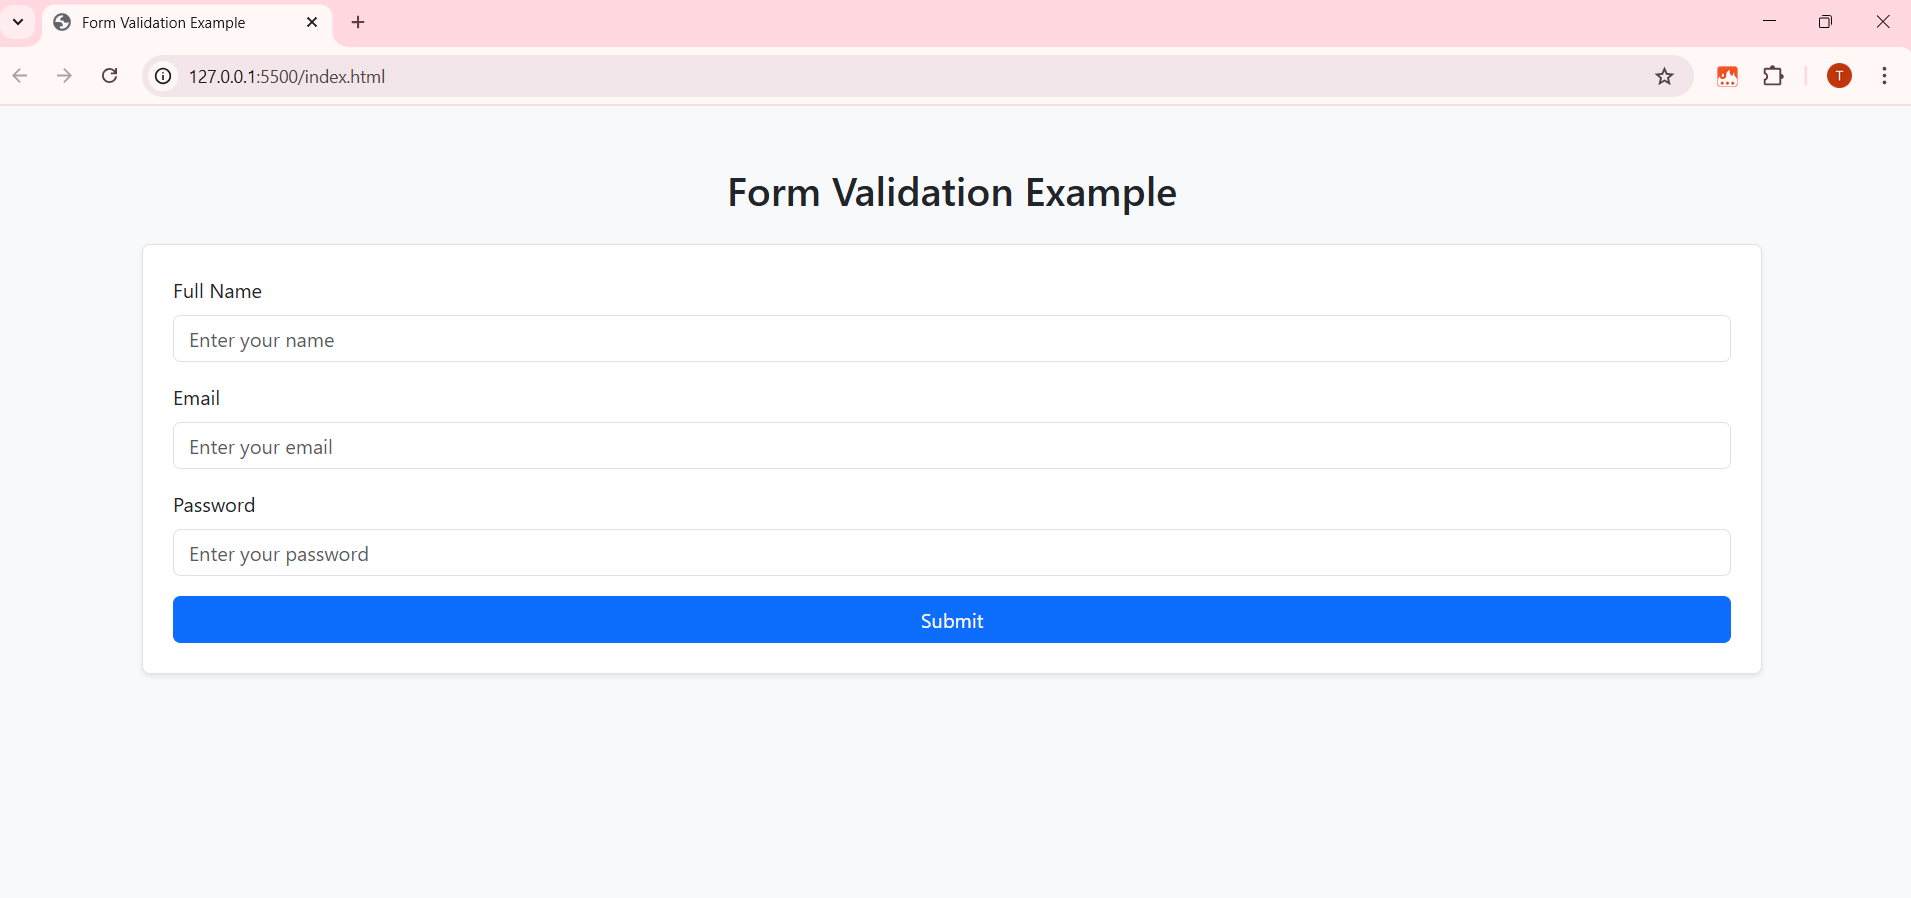 Form Validation Example
127.0.0.1:5500/index.html
T
Form Validation Example
Full Name
Enter your name
Email
Enter your email
Password
Enter your password
Submit